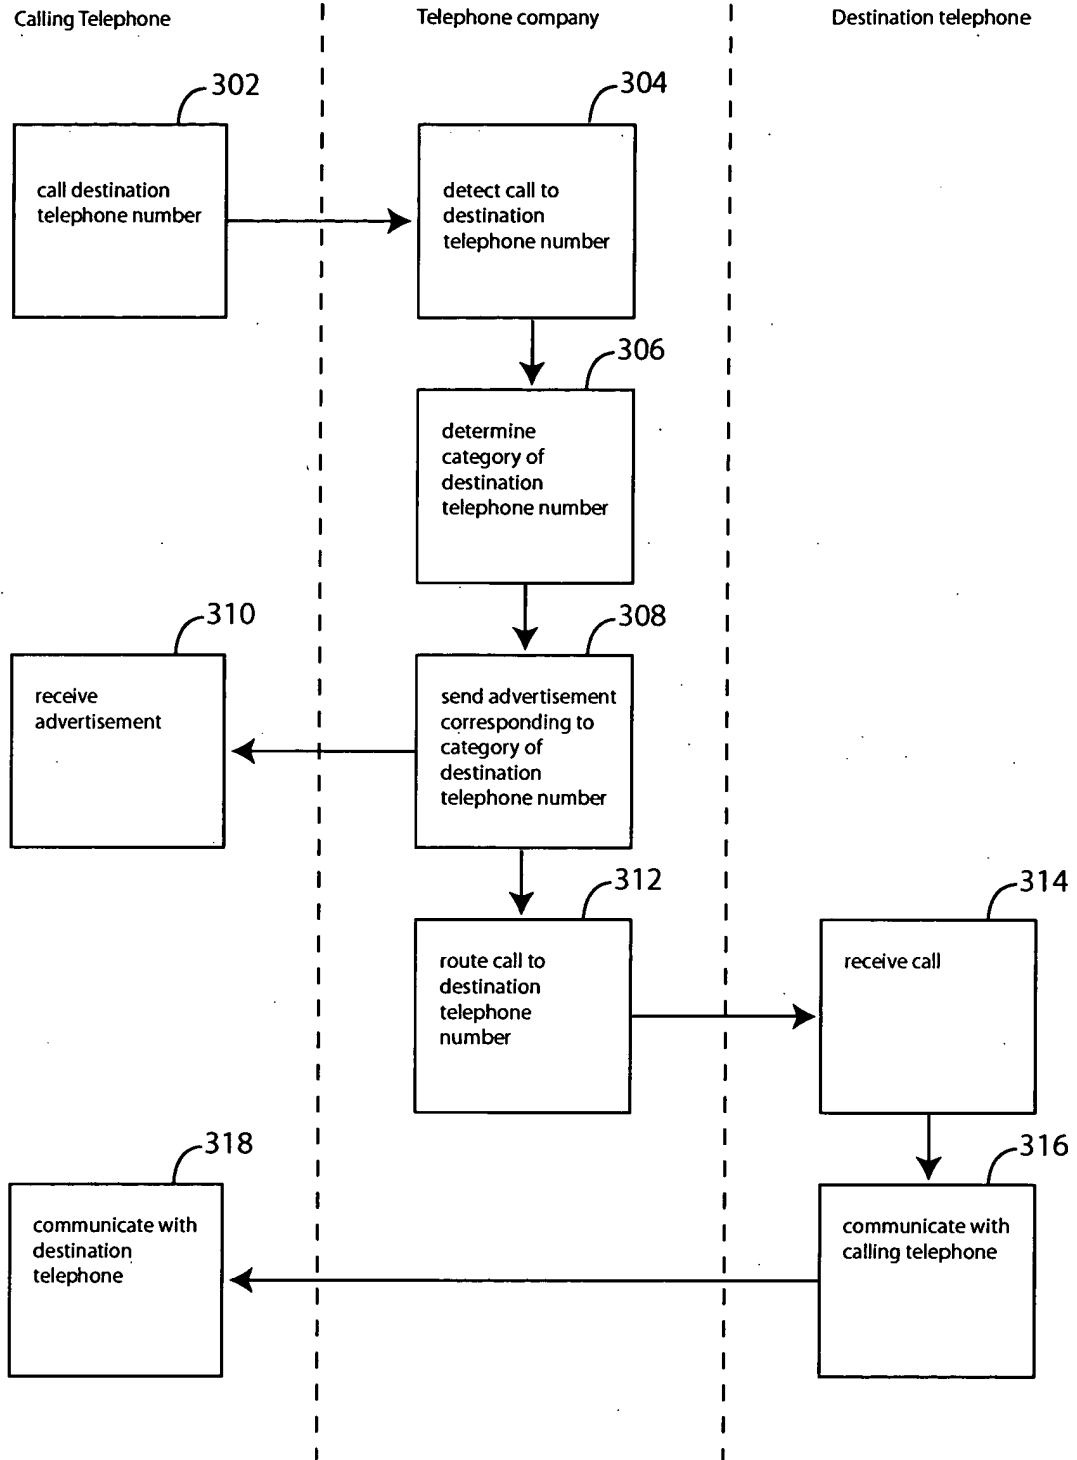 Calling Telephone
Telephone company
Destination telephone
302
304
call destination
telephone number
detect call to
destination
telephone number
306
determine
category of
destination
telephone number
310
308
receive
advertisement
send advertisement
corresponding to
category of
destination
telephone number
312
314
route call to
destination
telephone
number
receive call
318
316
communicate with
destination
telephone
communicate with
calling telephone